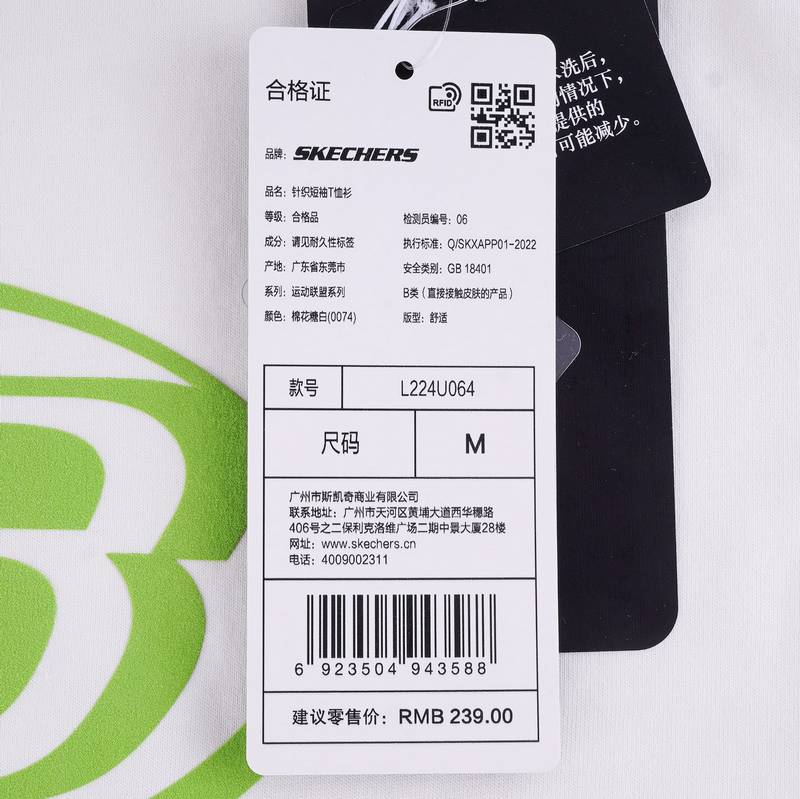 合格证
RFID
品牌: SKECHERS
品名: 针织短袖T恤衫
等级: 合格品
检测员编号: 06
成分: 请见耐久性标签
执行标准: Q/SKXAPP01-2022
产地: 广东省东莞市
安全类别: GB 18401
系列: 运动联盟系列
B类（直接接触皮肤的产品）
颜色: 棉花糖白(0074)
版型: 舒适
款号 L224U064
尺码 M
广州市斯凯奇商业有限公司
联系地址: 广州市天河区黄埔大道西华穗路
406号之二保利克洛维广场二期中景大厦28楼
网址: www.skechers.cn
电话: 4009002311
6 923504 943588
建议零售价: RMB 239.00
洗后,
情况下,
提供的
可能减少。